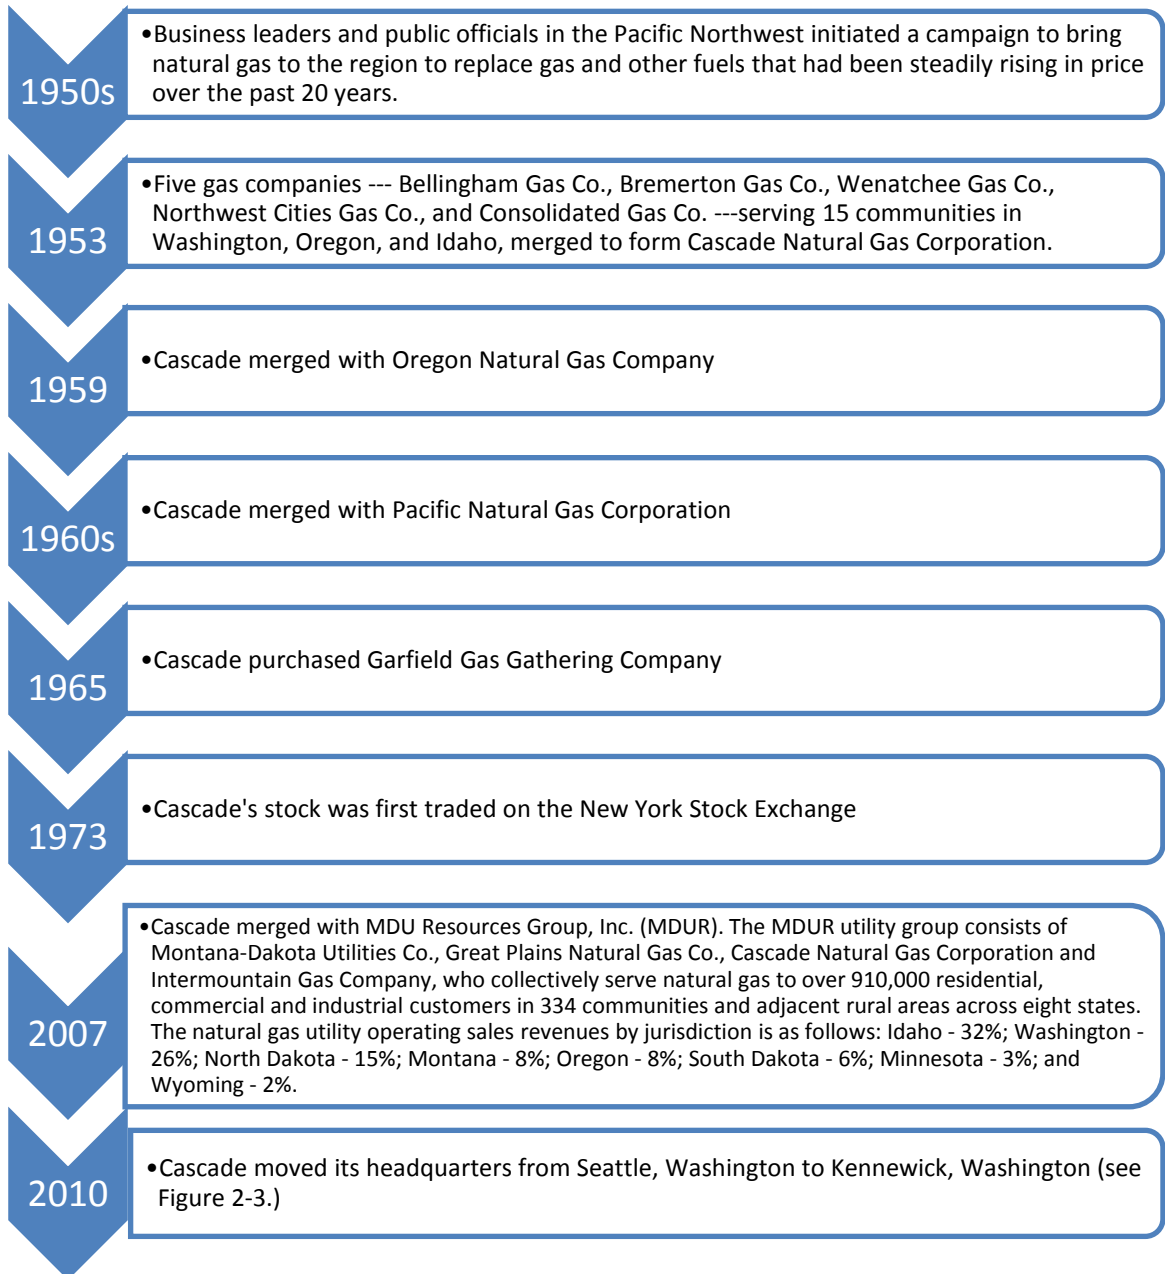 1950s
•Business leaders and public officials in the Pacific Northwest initiated a campaign to bring
natural gas to the region to replace gas and other fuels that had been steadily rising in price
over the past 20 years.
1953
•Five gas companies --- Bellingham Gas Co., Bremerton Gas Co., Wenatchee Gas Co.,
Northwest Cities Gas Co., and Consolidated Gas Co. ---serving 15 communities in
Washington, Oregon, and Idaho, merged to form Cascade Natural Gas Corporation.
1959
•Cascade merged with Oregon Natural Gas Company
1960s
•Cascade merged with Pacific Natural Gas Corporation
1965
•Cascade purchased Garfield Gas Gathering Company
1973
•Cascade's stock was first traded on the New York Stock Exchange
2007
•Cascade merged with MDU Resources Group, Inc. (MDUR). The MDUR utility group consists of
Montana-Dakota Utilities Co., Great Plains Natural Gas Co., Cascade Natural Gas Corporation and
Intermountain Gas Company, who collectively serve natural gas to over 910,000 residential,
commercial and industrial customers in 334 communities and adjacent rural areas across eight states.
The natural gas utility operating sales revenues by jurisdiction is as follows: Idaho - 32%; Washington -
26%; North Dakota - 15%; Montana - 8%; Oregon - 8%; South Dakota - 6%; Minnesota - 3%; and
Wyoming - 2%.
2010
•Cascade moved its headquarters from Seattle, Washington to Kennewick, Washington (see
Figure 2-3.)